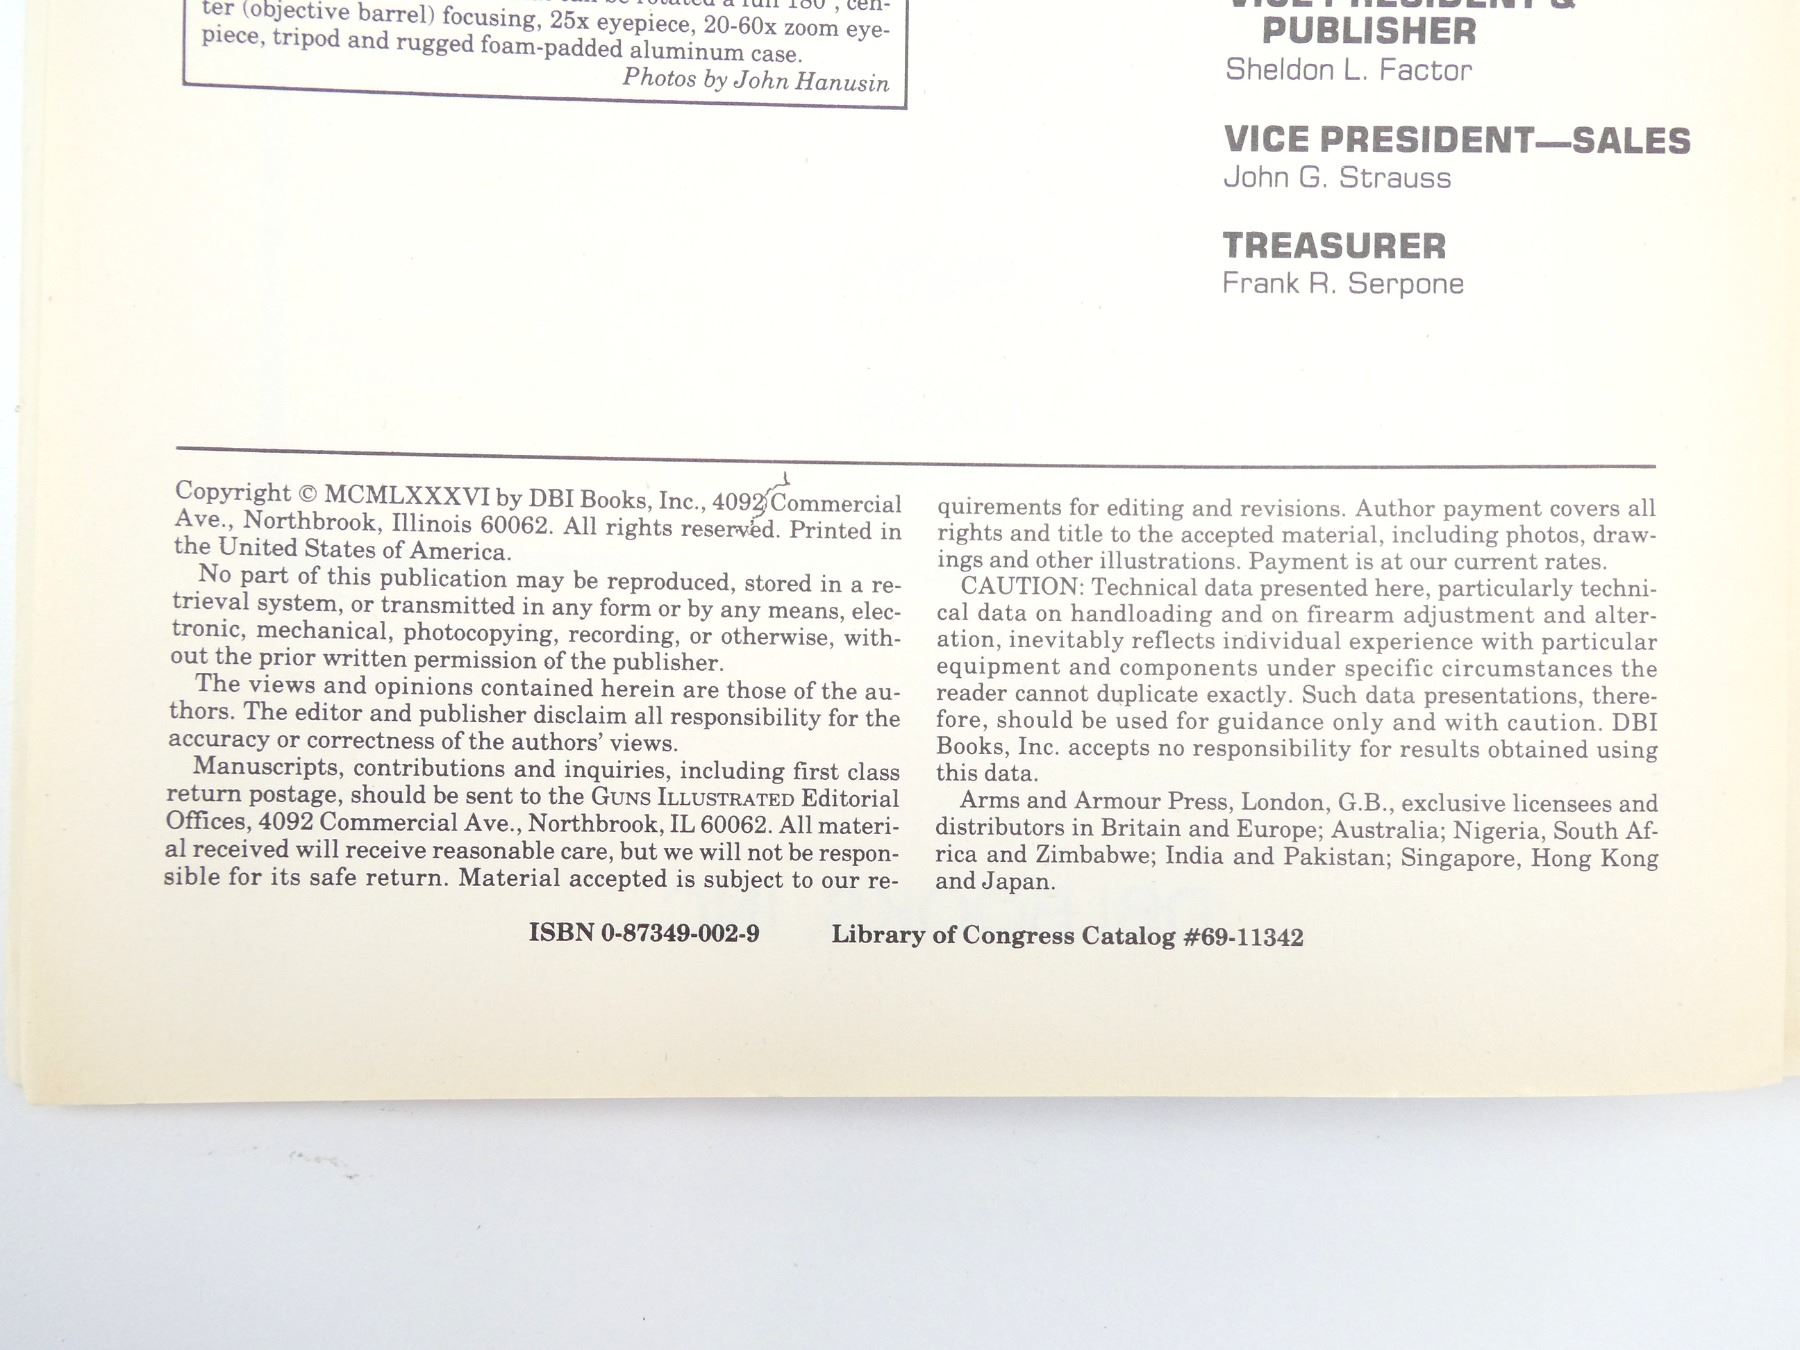 ter (objective barrel) focusing, 25x eyepiece, 20-60x zoom eye-
piece, tripod and rugged foam-padded aluminum case.
Photos by John Hanusin
VICE PRESIDENT &
PUBLISHER
Sheldon L. Factor
VICE PRESIDENT—SALES
John G. Strauss
TREASURER
Frank R. Serpone
Copyright © MCMLXXXVI by DBI Books, Inc., 4092 Commercial
Ave., Northbrook, Illinois 60062. All rights reserved. Printed in
the United States of America.
No part of this publication may be reproduced, stored in a re-
trieval system, or transmitted in any form or by any means, elec-
tronic, mechanical, photocopying, recording, or otherwise, with-
out the prior written permission of the publisher.
The views and opinions contained herein are those of the au-
thors. The editor and publisher disclaim all responsibility for the
accuracy or correctness of the authors' views.
Manuscripts, contributions and inquiries, including first class
return postage, should be sent to the GUNS ILLUSTRATED Editorial
Offices, 4092 Commercial Ave., Northbrook, IL 60062. All materi-
al received will receive reasonable care, but we will not be respon-
sible for its safe return. Material accepted is subject to our re-
quirements for editing and revisions. Author payment covers all
rights and title to the accepted material, including photos, draw-
ings and other illustrations. Payment is at our current rates.
CAUTION: Technical data presented here, particularly techni-
cal data on handloading and on firearm adjustment and alter-
ation, inevitably reflects individual experience with particular
equipment and components under specific circumstances the
reader cannot duplicate exactly. Such data presentations, there-
fore, should be used for guidance only and with caution. DBI
Books, Inc. accepts no responsibility for results obtained using
this data.
Arms and Armour Press, London, G.B., exclusive licensees and
distributors in Britain and Europe; Australia; Nigeria, South Af-
rica and Zimbabwe; India and Pakistan; Singapore, Hong Kong
and Japan.
ISBN 0-87349-002-9 Library of Congress Catalog #69-11342